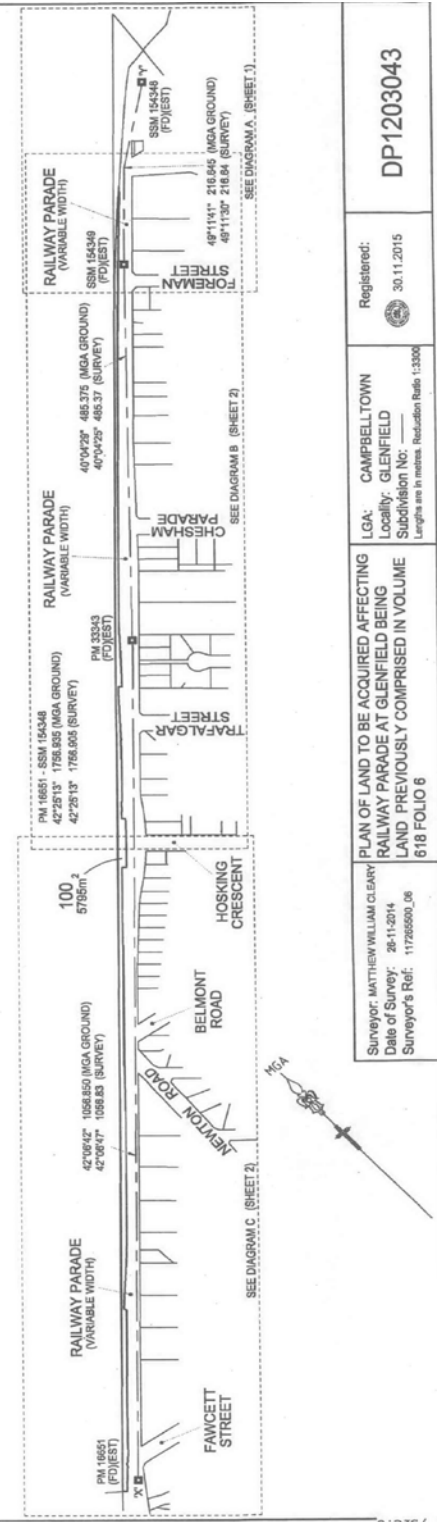 PM 16651
(FD)(EST)
'X'
FAWCETT
STREET
RAILWAY PARADE
(VARIABLE WIDTH)
42°06'42" 1056.850 (MGA GROUND)
42°06'47" 1056.83 (SURVEY)
SEE DIAGRAM C (SHEET 2)
NEWTON ROAD
BELMONT
ROAD
100
5795m²
HOSKING
CRESCENT
PM 16651 - SSM 154348
42°25'13" 1756.935 (MGA GROUND)
42°25'13" 1756.905 (SURVEY)
TRAFALGAR
STREET
PM 33343
(FD)(EST)
CHESHAM
PARADE
RAILWAY PARADE
(VARIABLE WIDTH)
SEE DIAGRAM B (SHEET 2)
40°04'29" 485.375 (MGA GROUND)
40°04'25" 485.37 (SURVEY)
FOREMAN
STREET
RAILWAY PARADE
(VARIABLE WIDTH)
SSM 154349
(FD)(EST)
49°11'41" 216.645 (MGA GROUND)
49°11'30" 216.64 (SURVEY)
SEE DIAGRAM A (SHEET 1)
SSM 154348
(FD)(EST)
'Y'
MGA
Surveyor: MATTHEW WILLIAM CLEARY
Date of Survey: 26-11-2014
Surveyor's Ref: 117265500_06
PLAN OF LAND TO BE ACQUIRED AFFECTING
RAILWAY PARADE AT GLENFIELD BEING
LAND PREVIOUSLY COMPRISED IN VOLUME
618 FOLIO 6
LGA: CAMPBELLTOWN
Locality: GLENFIELD
Subdivision No:
Lengths are in metres. Reduction Ratio 1:3300
Registered:
30.11.2015
DP1203043